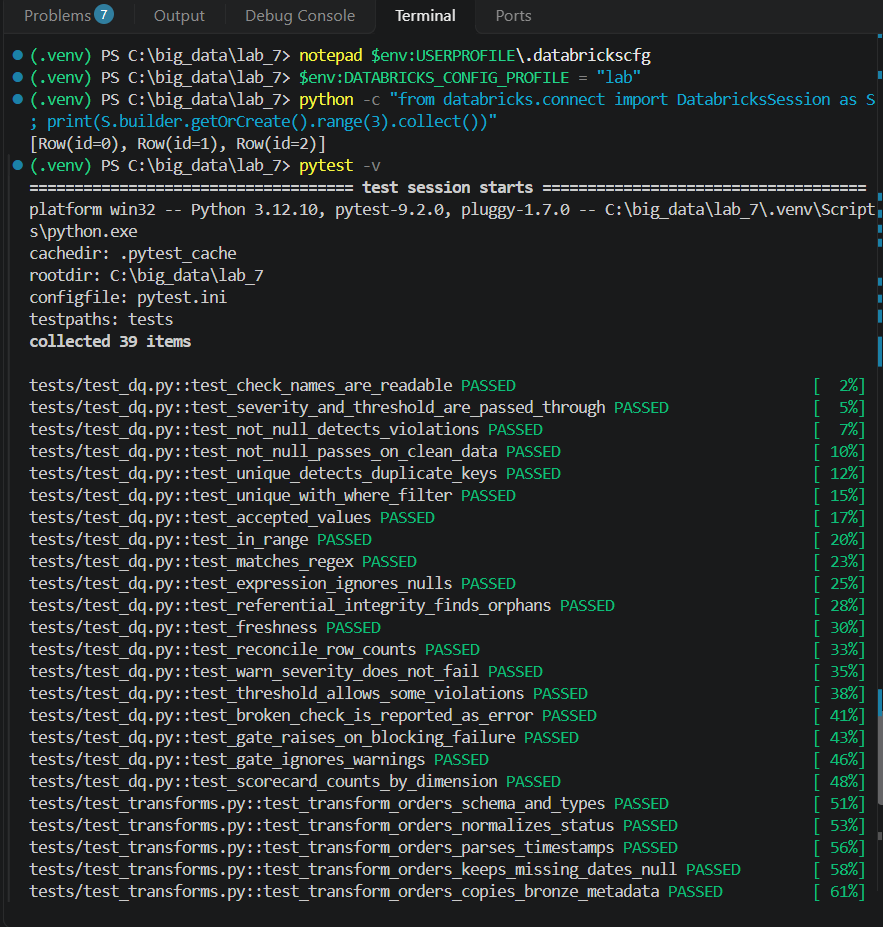 Problems 7 Output Debug Console Terminal Ports
(.venv) PS C:\big_data\lab_7> notepad $env:USERPROFILE\.databrickscfg
(.venv) PS C:\big_data\lab_7> $env:DATABRICKS_CONFIG_PROFILE = "lab"
(.venv) PS C:\big_data\lab_7> python -c "from databricks.connect import DatabricksSession as S
; print(S.builder.getOrCreate().range(3).collect())"
[Row(id=0), Row(id=1), Row(id=2)]
(.venv) PS C:\big_data\lab_7> pytest -v
==================================== test session starts ====================================
platform win32 -- Python 3.12.10, pytest-9.2.0, pluggy-1.7.0 -- C:\big_data\lab_7\.venv\Script
s\python.exe
cachedir: .pytest_cache
rootdir: C:\big_data\lab_7
configfile: pytest.ini
testpaths: tests
collected 39 items
tests/test_dq.py::test_check_names_are_readable PASSED [ 2%]
tests/test_dq.py::test_severity_and_threshold_are_passed_through PASSED [ 5%]
tests/test_dq.py::test_not_null_detects_violations PASSED [ 7%]
tests/test_dq.py::test_not_null_passes_on_clean_data PASSED [ 10%]
tests/test_dq.py::test_unique_detects_duplicate_keys PASSED [ 12%]
tests/test_dq.py::test_unique_with_where_filter PASSED [ 15%]
tests/test_dq.py::test_accepted_values PASSED [ 17%]
tests/test_dq.py::test_in_range PASSED [ 20%]
tests/test_dq.py::test_matches_regex PASSED [ 23%]
tests/test_dq.py::test_expression_ignores_nulls PASSED [ 25%]
tests/test_dq.py::test_referential_integrity_finds_orphans PASSED [ 28%]
tests/test_dq.py::test_freshness PASSED [ 30%]
tests/test_dq.py::test_reconcile_row_counts PASSED [ 33%]
tests/test_dq.py::test_warn_severity_does_not_fail PASSED [ 35%]
tests/test_dq.py::test_threshold_allows_some_violations PASSED [ 38%]
tests/test_dq.py::test_broken_check_is_reported_as_error PASSED [ 41%]
tests/test_dq.py::test_gate_raises_on_blocking_failure PASSED [ 43%]
tests/test_dq.py::test_gate_ignores_warnings PASSED [ 46%]
tests/test_dq.py::test_scorecard_counts_by_dimension PASSED [ 48%]
tests/test_transforms.py::test_transform_orders_schema_and_types PASSED [ 51%]
tests/test_transforms.py::test_transform_orders_normalizes_status PASSED [ 53%]
tests/test_transforms.py::test_transform_orders_parses_timestamps PASSED [ 56%]
tests/test_transforms.py::test_transform_orders_keeps_missing_dates_null PASSED [ 58%]
tests/test_transforms.py::test_transform_orders_copies_bronze_metadata PASSED [ 61%]